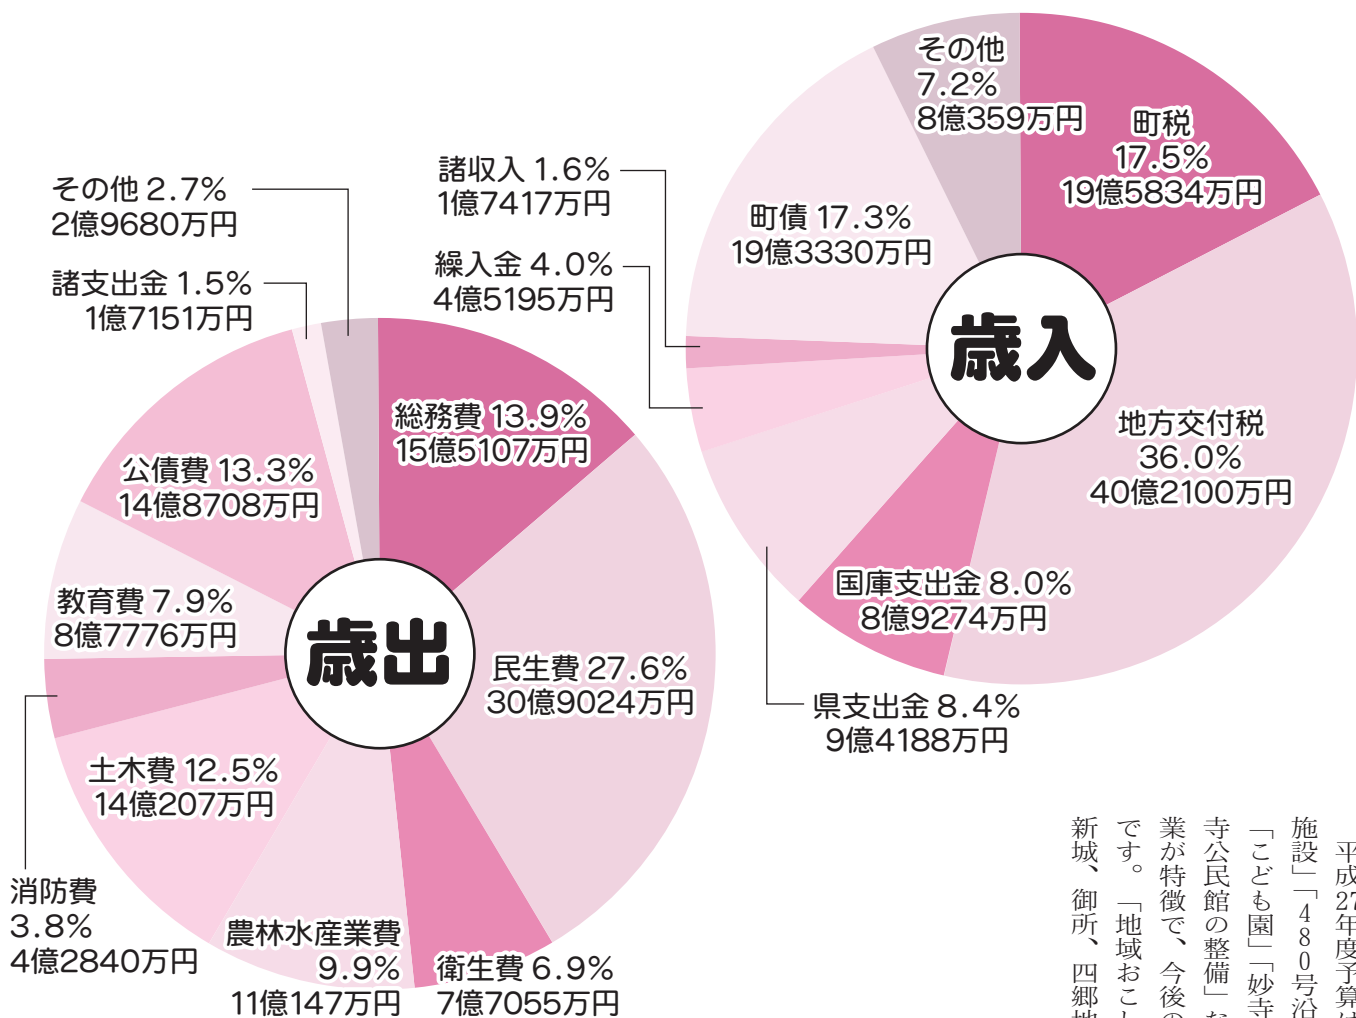 歳入
町税
17.5%
19億5834万円
地方交付税
36.0%
40億2100万円
国庫支出金 8.0%
8億9274万円
県支出金 8.4%
9億4188万円
繰入金 4.0%
4億5195万円
諸収入 1.6%
1億7417万円
町債 17.3%
19億3330万円
その他
7.2%
8億359万円
歳出
総務費 13.9%
15億5107万円
民生費 27.6%
30億9024万円
衛生費 6.9%
7億7055万円
農林水産業費
9.9%
11億147万円
土木費 12.5%
14億207万円
消防費
3.8%
4億2840万円
教育費 7.9%
8億7776万円
公債費 13.3%
14億8708万円
諸支出金 1.5%
1億7151万円
その他 2.7%
2億9680万円
平成27年度予算は
施設」「480号沿
「こども園」「妙寺
寺公民館の整備」な
業が特徴で、今後の
です。「地域おこし
新城、御所、四郷地